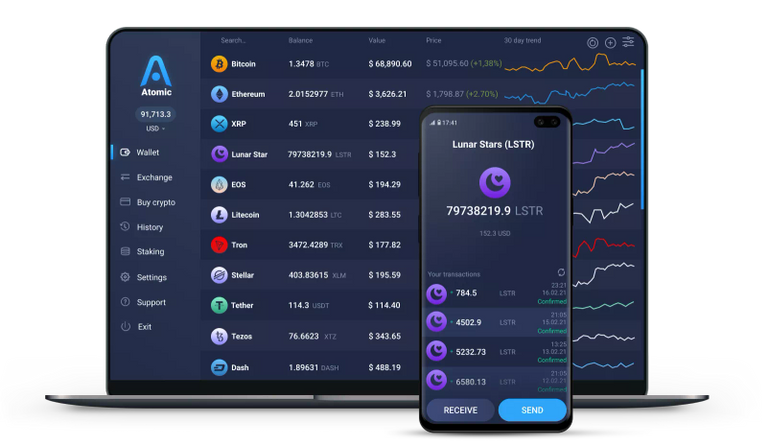 Search..
Balance
Value
Price
30 day trend
Atomic
91,713.3
USD
Wallet
Exchange
Buy crypto
History
Staking
Settings
Support
Exit
Bitcoin 1.3478 BTC $ 68,890.60 $ 51,095.60 (+1,38%)
Ethereum 2.0152977 ETH $ 3,626.21 $ 1,798.87 (+2.70%)
XRP 451 XRP $ 238.99
Lunar Star 79738219.9 LSTR $ 152.3
EOS 41.262 EOS $ 194.29
Litecoin 1.3042853 LTC $ 283.55
Tron 3472.4289 TRX $ 177.82
Stellar 403.83615 XLM $ 195.59
Tether 114.3 USDT $ 114.40
Tezos 76.6623 XTZ $ 343.65
Dash 1.89631 DASH $ 488.19
17:41
Lunar Stars (LSTR)
79738219.9 LSTR
152.3 USD
Your transactions
+ 784.5 LSTR 23:21
16.02.21
Confirmed
+ 4502.9 LSTR 21:05
15.02.21
Confirmed
+ 5232.73 LSTR 13:25
13.02.21
Confirmed
+ 6580.13 LSTR 21:05
12.02.21
Confirmed
RECEIVE
SEND